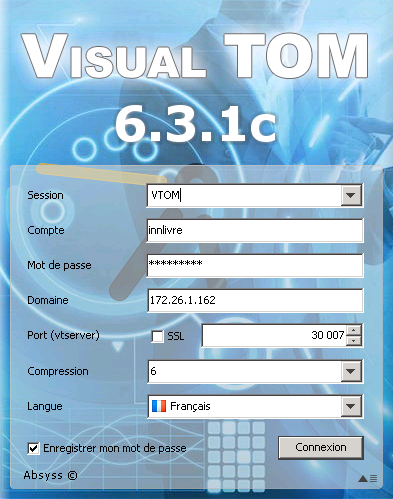 VISUAL TOM
6.3.1c
Session VTOM
Compte innlivre
Mot de passe *********
Domaine 172.26.1.162
Port (vtserver) SSL 30 007
Compression 6
Langue Français
Enregistrer mon mot de passe Connexion
Absyss ©